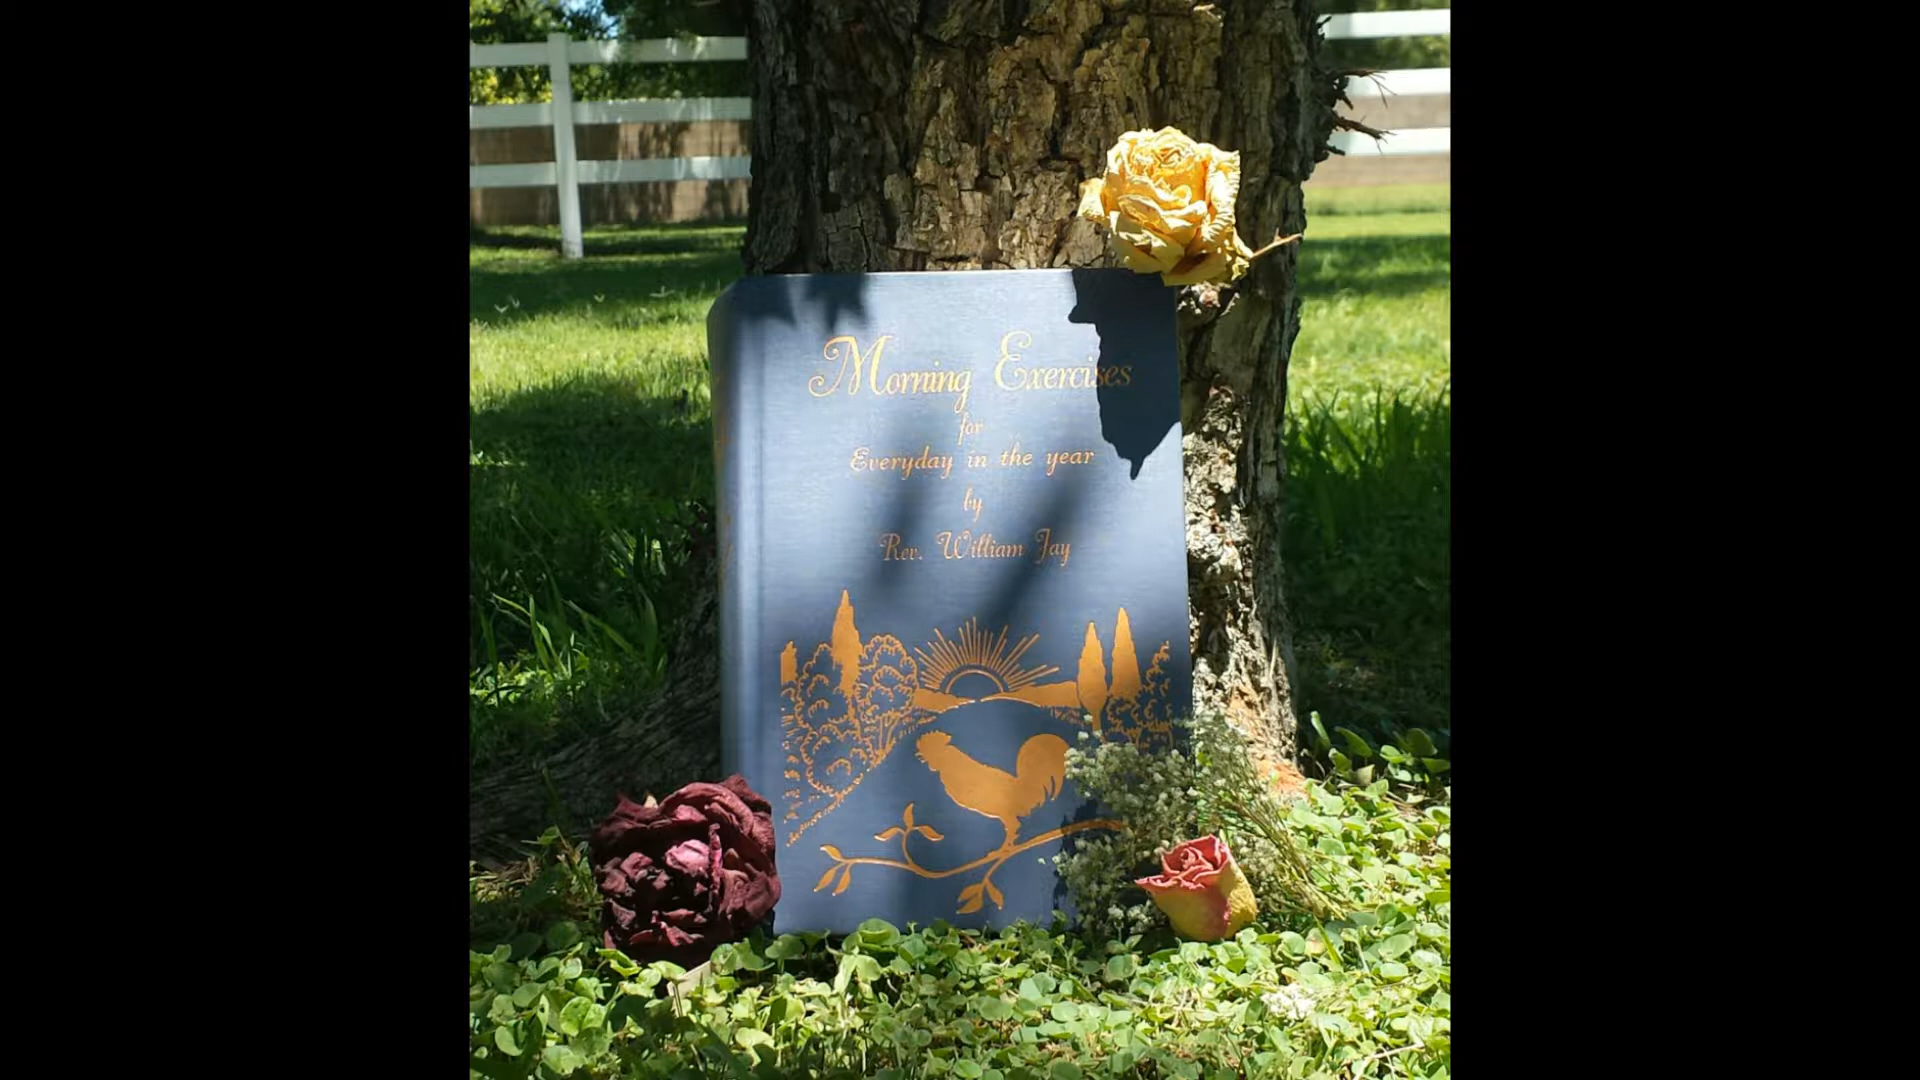 Morning Exercises
for
Everyday in the year
by
Rev. William Jay